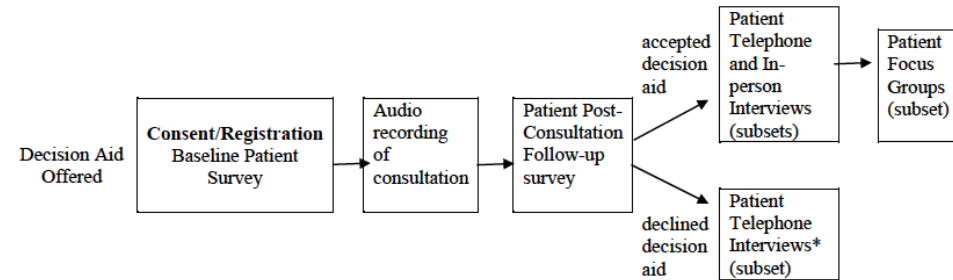 Decision Aid
Offered
Consent/Registration
Baseline Patient
Survey
Audio
recording
of
consultation
Patient Post-
Consultation
Follow-up
survey
accepted
decision
aid
Patient
Telephone
and In-
person
Interviews
(subsets)
Patient
Focus
Groups
(subset)
declined
decision
aid
Patient
Telephone
Interviews*
(subset)